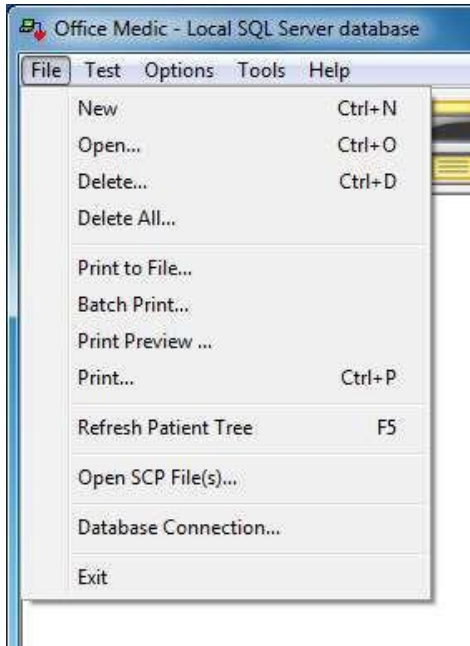 Office Medic - Local SQL Server database
File Test Options Tools Help
New Ctrl+N
Open... Ctrl+O
Delete... Ctrl+D
Delete All...
Print to File...
Batch Print...
Print Preview ...
Print... Ctrl+P
Refresh Patient Tree F5
Open SCP File(s)...
Database Connection...
Exit